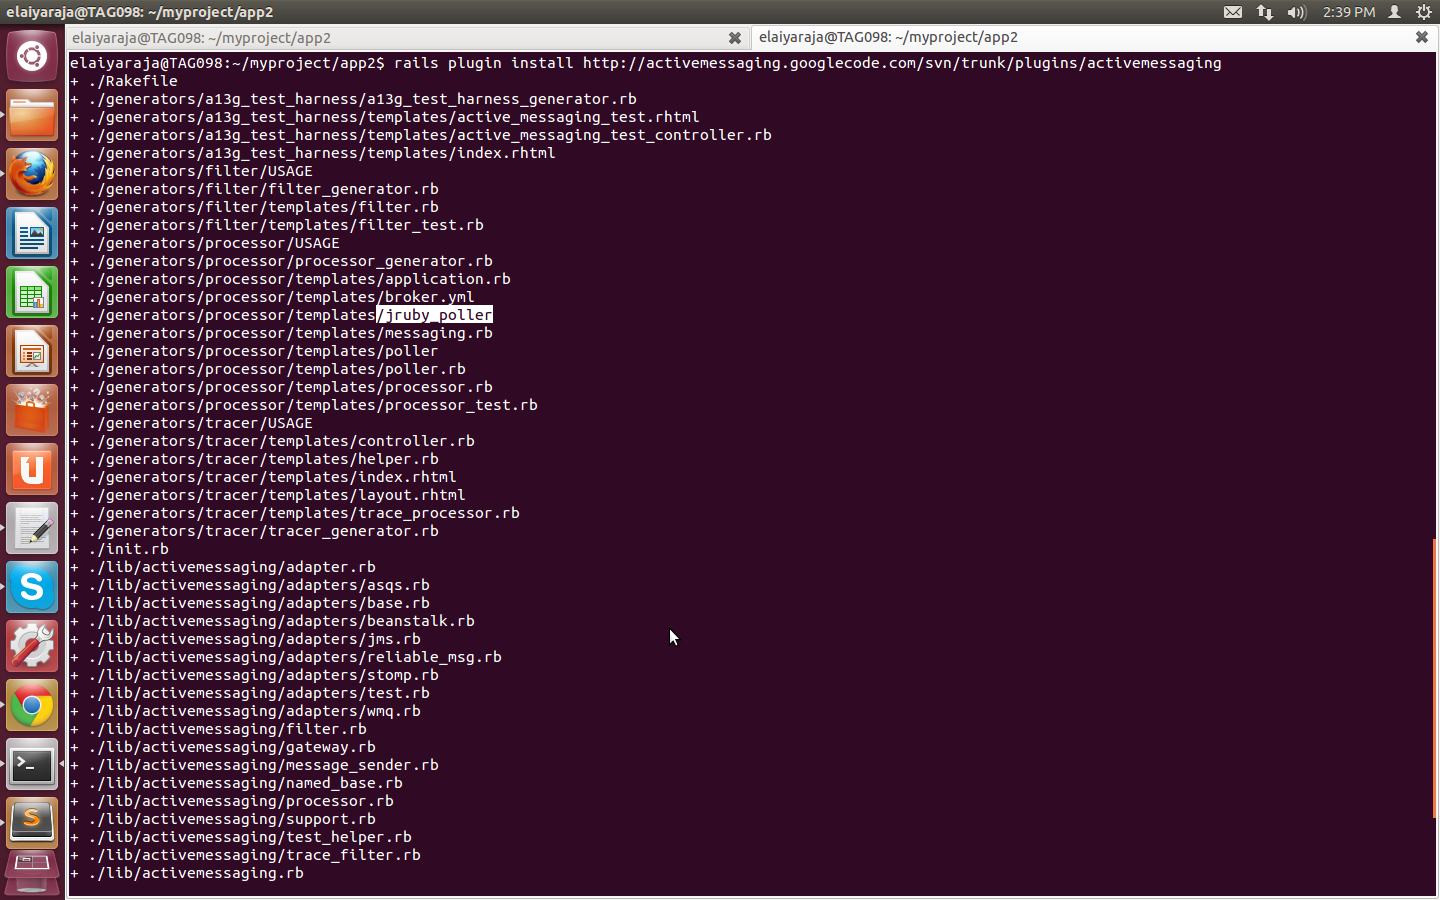 elaiyaraja@TAG098: ~/myproject/app2
2:39 PM
elaiyaraja@TAG098: ~/myproject/app2
elaiyaraja@TAG098: ~/myproject/app2
elaiyaraja@TAG098:~/myproject/app2$ rails plugin install http://activemessaging.googlecode.com/svn/trunk/plugins/activemessaging
+ ./Rakefile
+ ./generators/a13g_test_harness/a13g_test_harness_generator.rb
+ ./generators/a13g_test_harness/templates/active_messaging_test.rhtml
+ ./generators/a13g_test_harness/templates/active_messaging_test_controller.rb
+ ./generators/a13g_test_harness/templates/index.rhtml
+ ./generators/filter/USAGE
+ ./generators/filter/filter_generator.rb
+ ./generators/filter/templates/filter.rb
+ ./generators/filter/templates/filter_test.rb
+ ./generators/processor/USAGE
+ ./generators/processor/processor_generator.rb
+ ./generators/processor/templates/application.rb
+ ./generators/processor/templates/broker.yml
+ ./generators/processor/templates/jruby_poller
+ ./generators/processor/templates/messaging.rb
+ ./generators/processor/templates/poller
+ ./generators/processor/templates/poller.rb
+ ./generators/processor/templates/processor.rb
+ ./generators/processor/templates/processor_test.rb
+ ./generators/tracer/USAGE
+ ./generators/tracer/templates/controller.rb
+ ./generators/tracer/templates/helper.rb
+ ./generators/tracer/templates/index.rhtml
+ ./generators/tracer/templates/layout.rhtml
+ ./generators/tracer/templates/trace_processor.rb
+ ./generators/tracer/tracer_generator.rb
+ ./init.rb
+ ./lib/activemessaging/adapter.rb
+ ./lib/activemessaging/adapters/asqs.rb
+ ./lib/activemessaging/adapters/base.rb
+ ./lib/activemessaging/adapters/beanstalk.rb
+ ./lib/activemessaging/adapters/jms.rb
+ ./lib/activemessaging/adapters/reliable_msg.rb
+ ./lib/activemessaging/adapters/stomp.rb
+ ./lib/activemessaging/adapters/test.rb
+ ./lib/activemessaging/adapters/wmq.rb
+ ./lib/activemessaging/filter.rb
+ ./lib/activemessaging/gateway.rb
+ ./lib/activemessaging/message_sender.rb
+ ./lib/activemessaging/named_base.rb
+ ./lib/activemessaging/processor.rb
+ ./lib/activemessaging/support.rb
+ ./lib/activemessaging/test_helper.rb
+ ./lib/activemessaging/trace_filter.rb
+ ./lib/activemessaging.rb